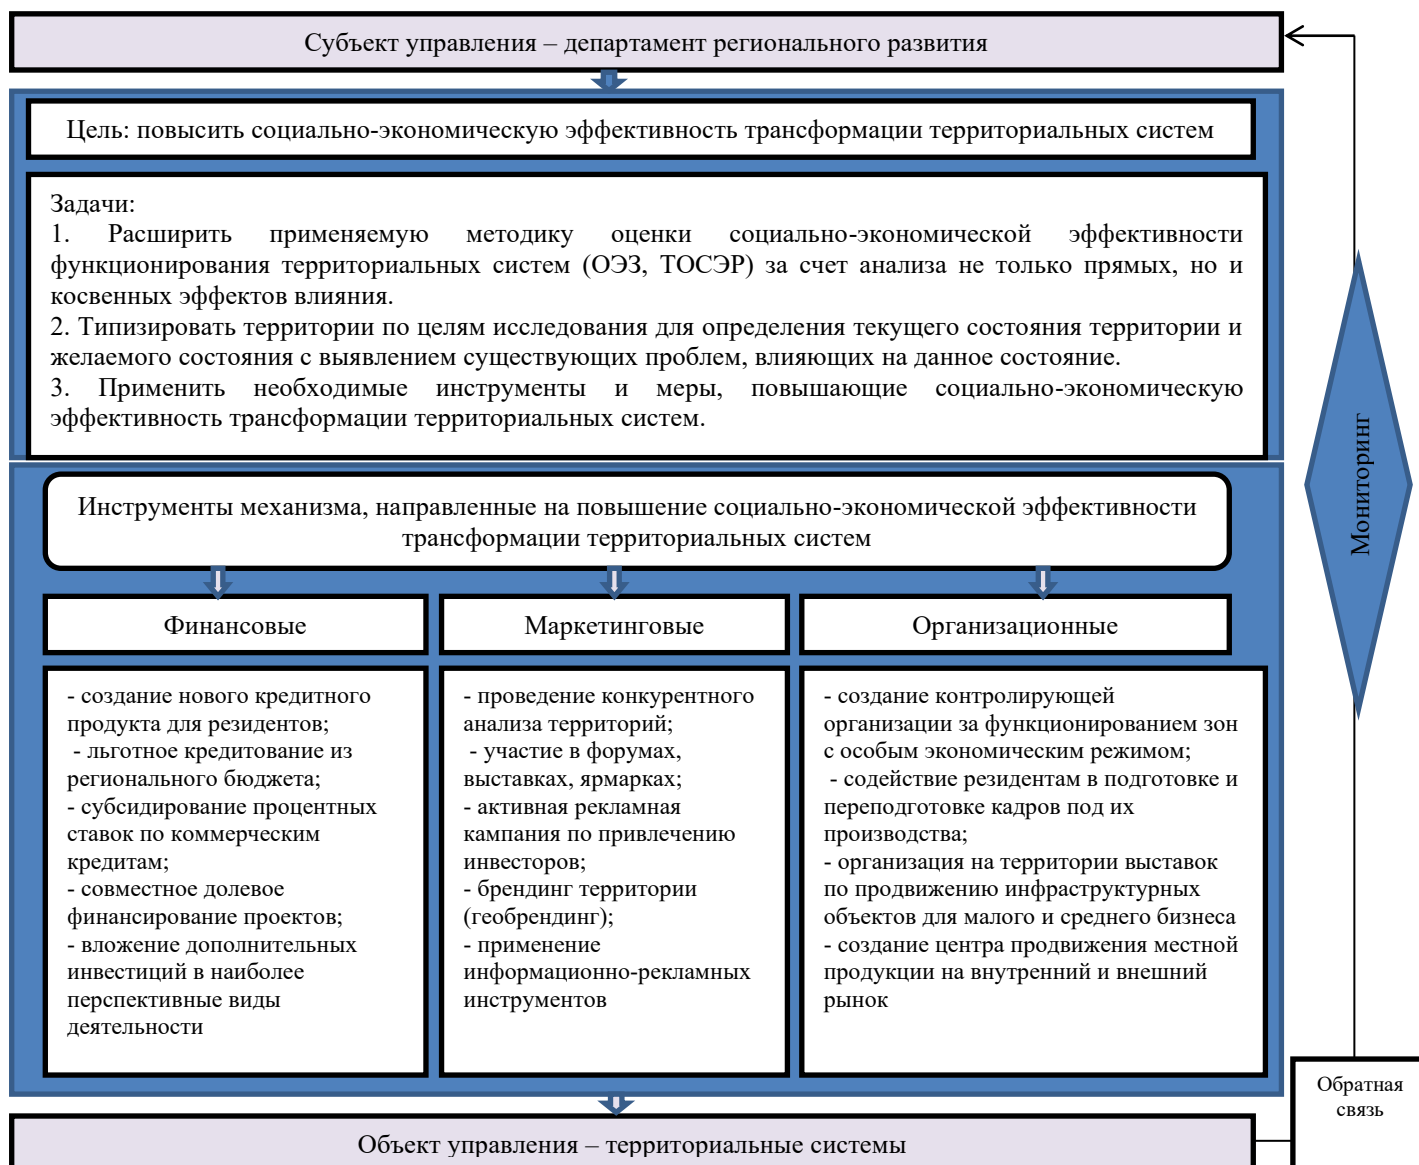 Субъект управления – департамент регионального развития
Цель: повысить социально-экономическую эффективность трансформации территориальных систем
Задачи:
1. Расширить применяемую методику оценки социально-экономической эффективности
функционирования территориальных систем (ОЭЗ, ТОСЭР) за счет анализа не только прямых, но и
косвенных эффектов влияния.
2. Типизировать территории по целям исследования для определения текущего состояния территории и
желаемого состояния с выявлением существующих проблем, влияющих на данное состояние.
3. Применить необходимые инструменты и меры, повышающие социально-экономическую
эффективность трансформации территориальных систем.
Инструменты механизма, направленные на повышение социально-экономической эффективности
трансформации территориальных систем
Финансовые
- создание нового кредитного
продукта для резидентов;
- льготное кредитование из
регионального бюджета;
- субсидирование процентных
ставок по коммерческим
кредитам;
- совместное долевое
финансирование проектов;
- вложение дополнительных
инвестиций в наиболее
перспективные виды
деятельности
Маркетинговые
- проведение конкурентного
анализа территорий;
- участие в форумах,
выставках, ярмарках;
- активная рекламная
кампания по привлечению
инвесторов;
- брендинг территории
(геобрендинг);
- применение
информационно-рекламных
инструментов
Организационные
- создание контролирующей
организации за функционированием зон
с особым экономическим режимом;
- содействие резидентам в подготовке и
переподготовке кадров под их
производства;
- организация на территории выставок
по продвижению инфраструктурных
объектов для малого и среднего бизнеса
- создание центра продвижения местной
продукции на внутренний и внешний
рынок
Объект управления – территориальные системы
Обратная
связь
Мониторинг